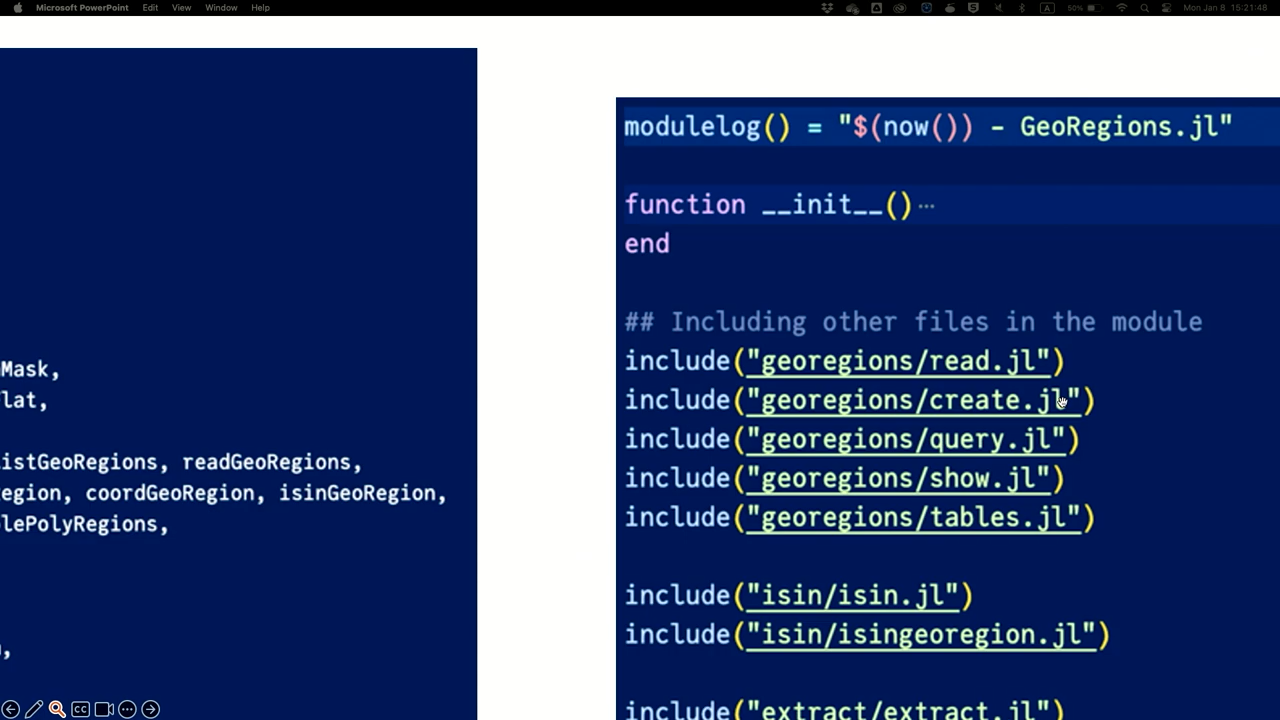 Microsoft PowerPoint Edit View Window Help
A 50% Mon Jan 8 15:21:48
Mask,
lat,
istGeoRegions, readGeoRegions,
egion, coordGeoRegion, isinGeoRegion,
lePolyRegions,
modulelog() = "$(now()) - GeoRegions.jl"
function __init__()⋯
end
## Including other files in the module
include("georegions/read.jl")
include("georegions/create.jl")
include("georegions/query.jl")
include("georegions/show.jl")
include("georegions/tables.jl")
include("isin/isin.jl")
include("isin/isingeoregion.jl")
include("extract/extract.jl")
CC